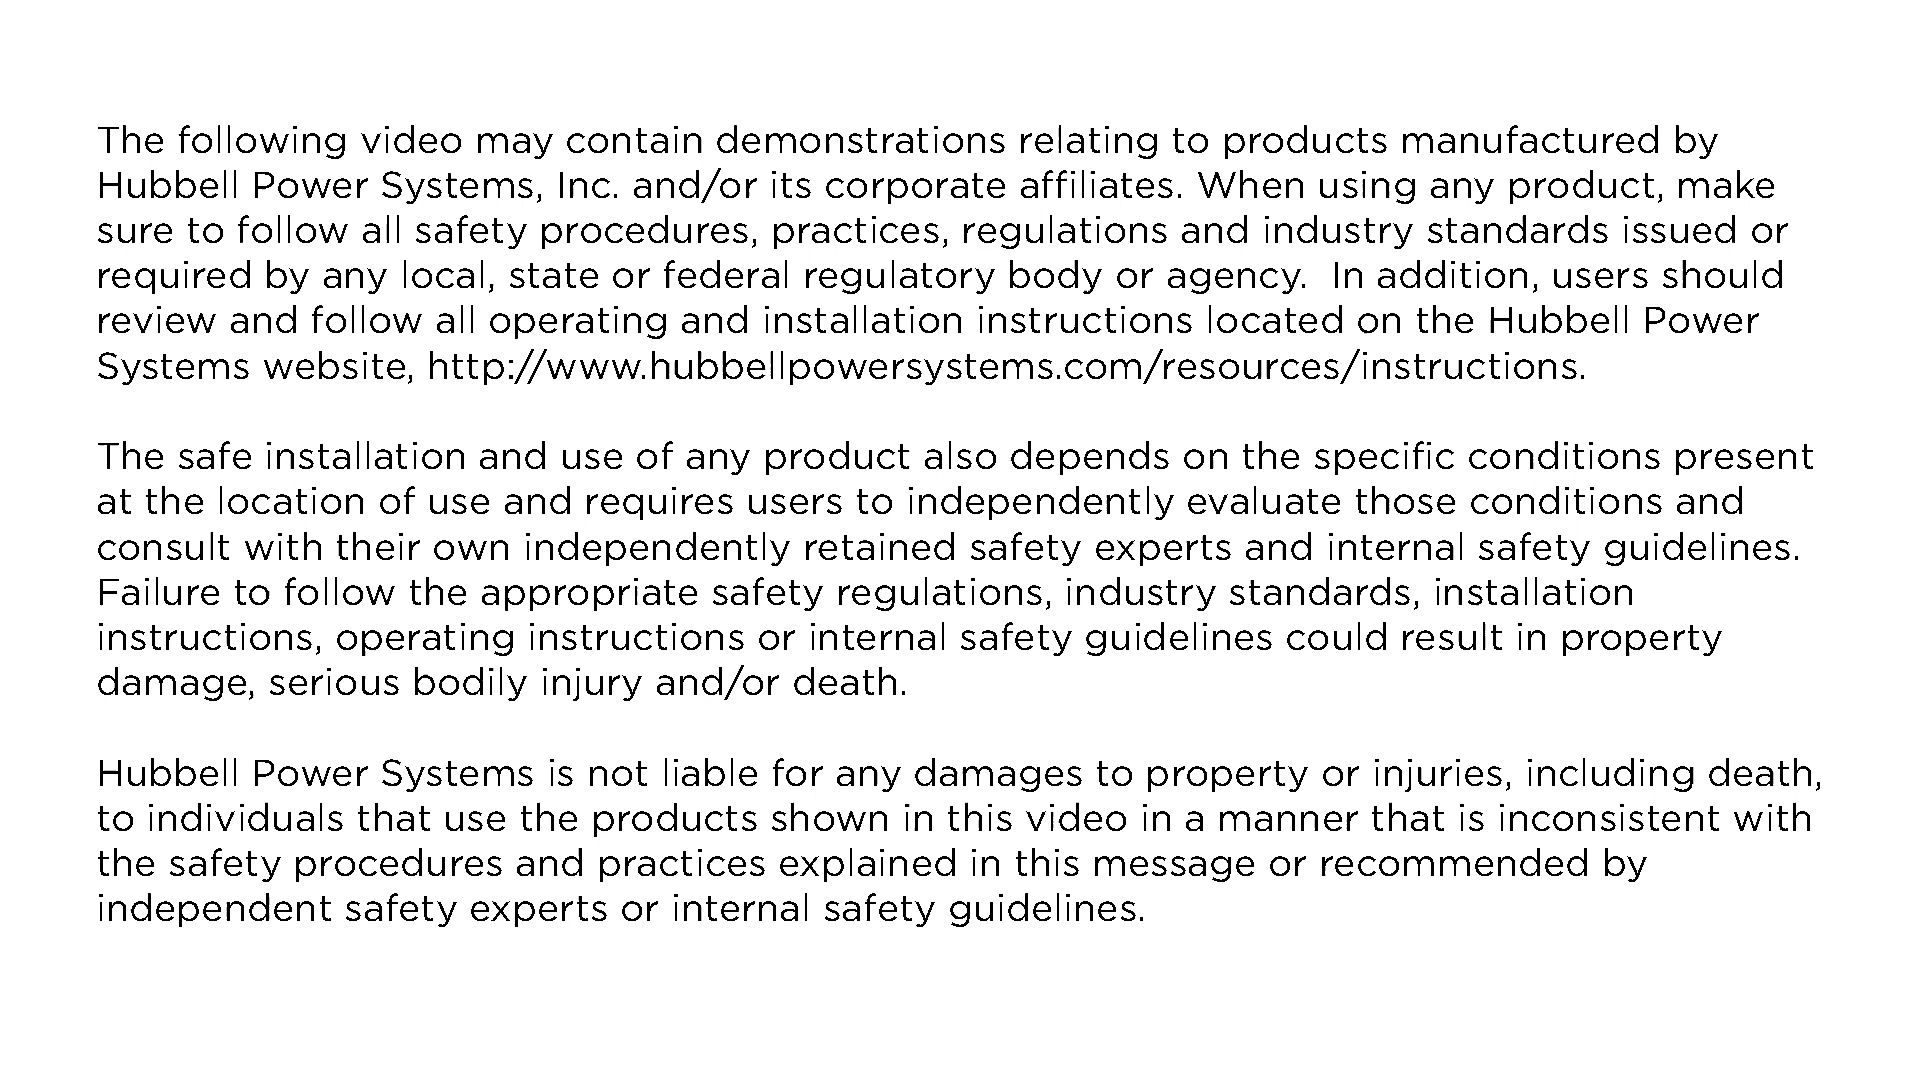 The following video may contain demonstrations relating to products manufactured by
Hubbell Power Systems, Inc. and/or its corporate affiliates. When using any product, make
sure to follow all safety procedures, practices, regulations and industry standards issued or
required by any local, state or federal regulatory body or agency.  In addition, users should
review and follow all operating and installation instructions located on the Hubbell Power
Systems website, http://www.hubbellpowersystems.com/resources/instructions.

The safe installation and use of any product also depends on the specific conditions present
at the location of use and requires users to independently evaluate those conditions and
consult with their own independently retained safety experts and internal safety guidelines.
Failure to follow the appropriate safety regulations, industry standards, installation
instructions, operating instructions or internal safety guidelines could result in property
damage, serious bodily injury and/or death.

Hubbell Power Systems is not liable for any damages to property or injuries, including death,
to individuals that use the products shown in this video in a manner that is inconsistent with
the safety procedures and practices explained in this message or recommended by
independent safety experts or internal safety guidelines.